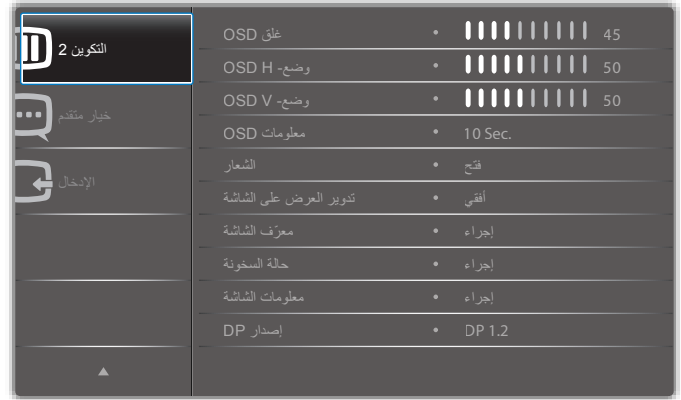 التكوين 2
خيار متقدم
الإدخال
غلق OSD • 45
وضع- OSD H • 50
وضع- OSD V • 50
معلومات OSD • 10 Sec.
الشعار • فتح
تدوير العرض على الشاشة • أفقي
معرّف الشاشة • إجراء
حالة السخونة • إجراء
معلومات الشاشة • إجراء
إصدار DP • DP 1.2